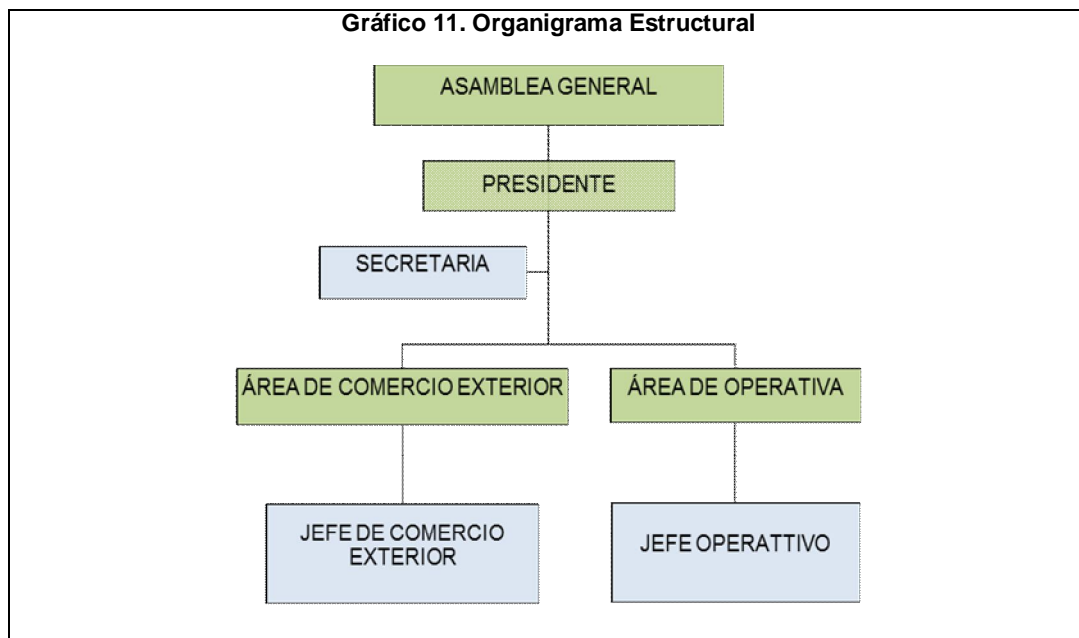 Gráfico 11. Organigrama Estructural
ASAMBLEA GENERAL
PRESIDENTE
SECRETARIA
ÁREA DE COMERCIO EXTERIOR
ÁREA DE OPERATIVA
JEFE DE COMERCIO
EXTERIOR
JEFE OPERATTIVO